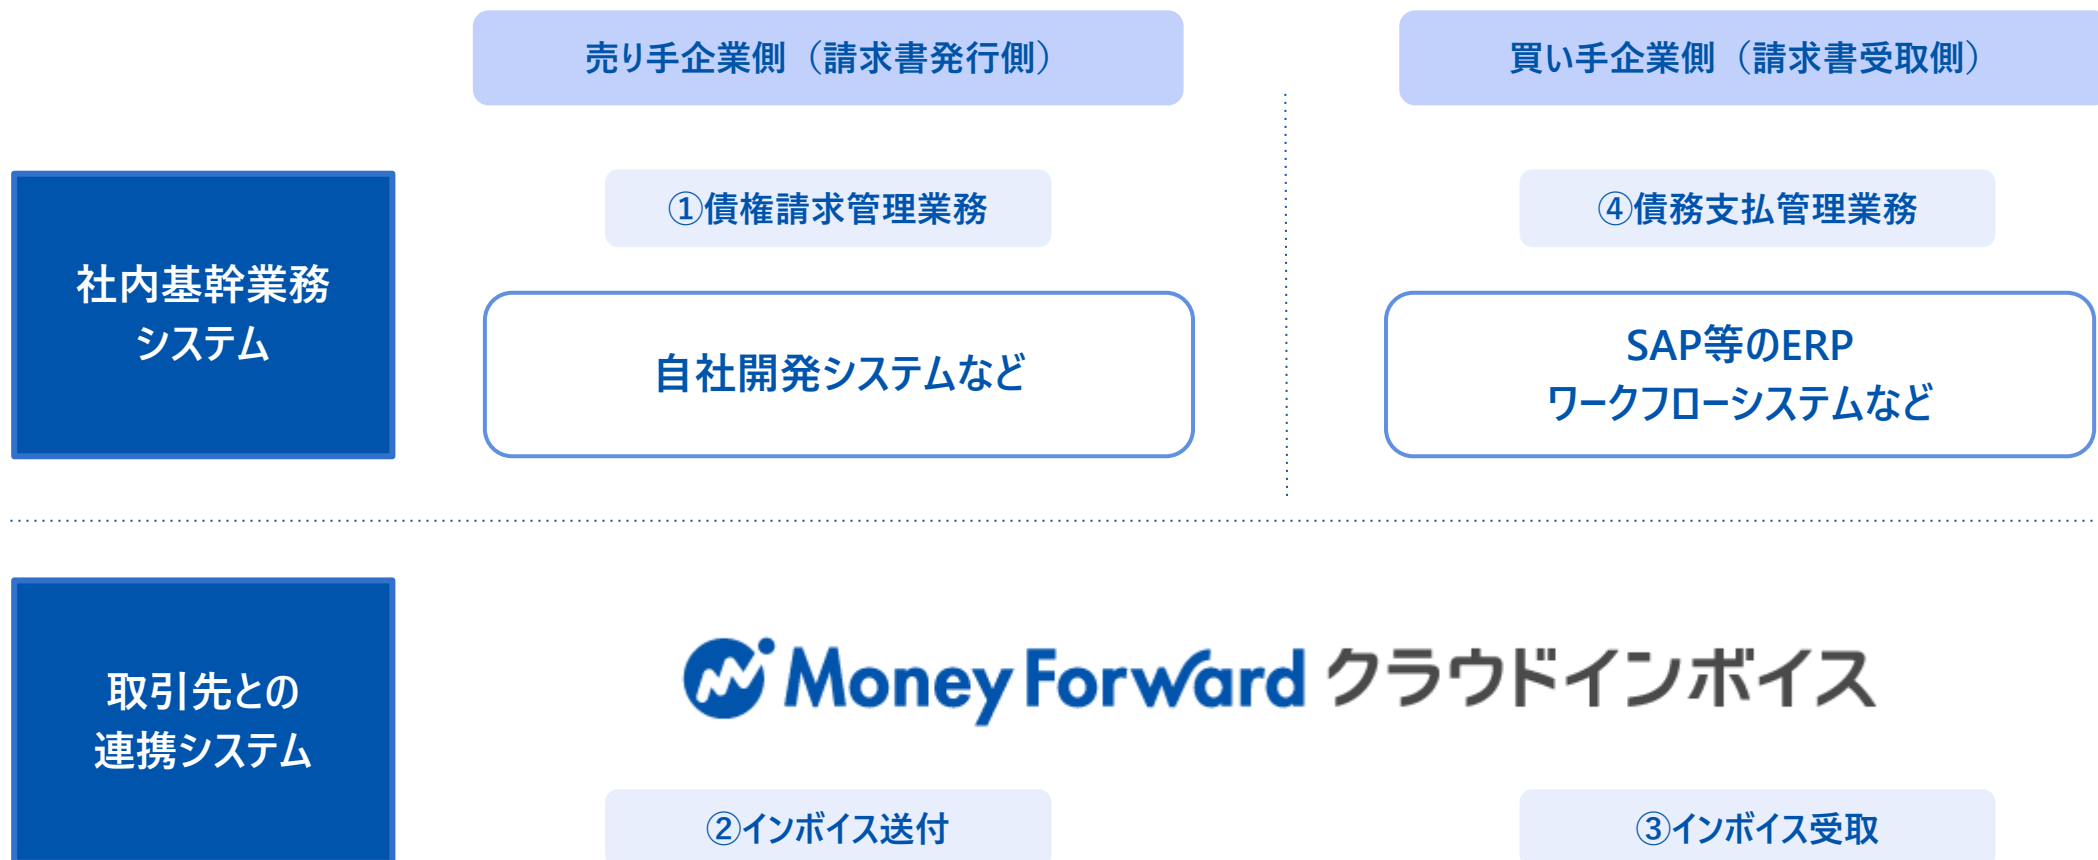 売り手企業側（請求書発行側）
買い手企業側（請求書受取側）
社内基幹業務
システム
①債権請求管理業務
④債務支払管理業務
自社開発システムなど
SAP等のERP
ワークフローシステムなど
取引先との
連携システム
Money Forward クラウドインボイス
②インボイス送付
③インボイス受取